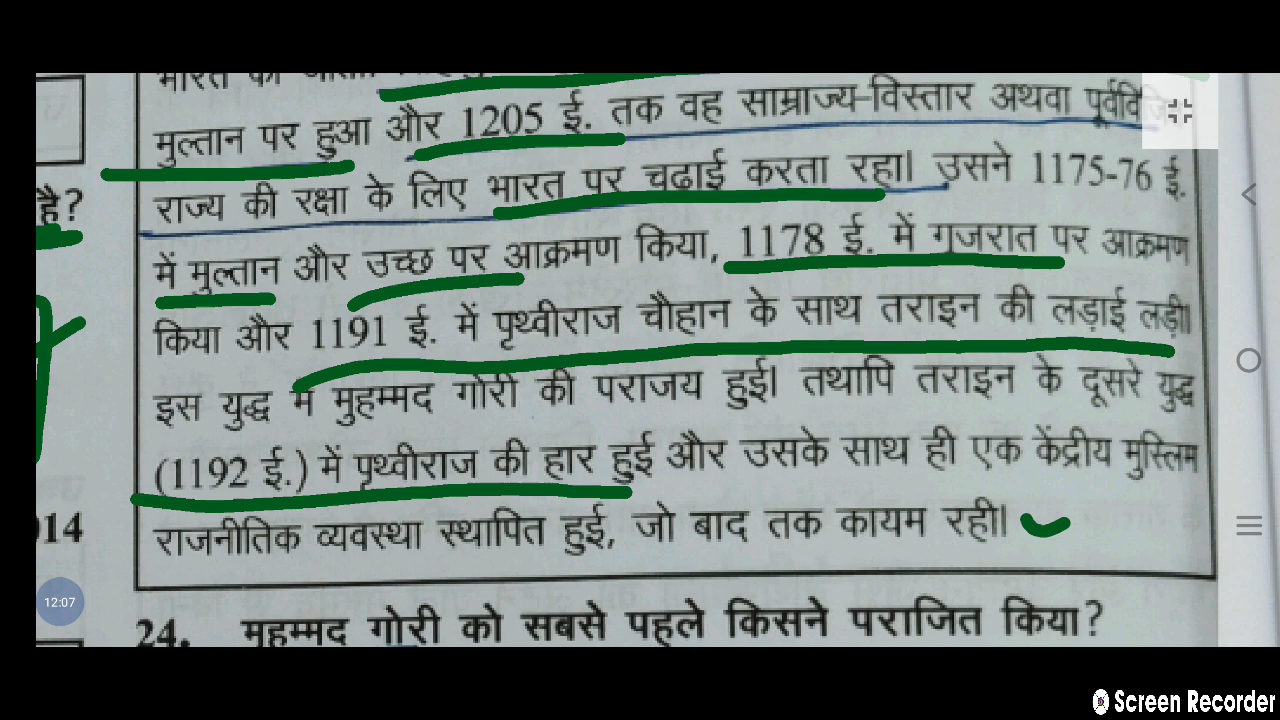 मुल्तान पर हुआ और 1205 ई. तक वह साम्राज्य-विस्तार अथवा
राज्य की रक्षा के लिए भारत पर चढ़ाई करता रहा। उसने 1175-76 ई.
है?
में मुल्तान और उच्छ पर आक्रमण किया, 1178 ई. में गुजरात पर आक्रमण
किया और 1191 ई. में पृथ्वीराज चौहान के साथ तराइन की लड़ाई लड़ी।
इस युद्ध में मुहम्मद गोरी की पराजय हुई। तथापि तराइन के दूसरे युद्ध
(1192 ई.) में पृथ्वीराज की हार हुई और उसके साथ ही एक केंद्रीय मुस्लिम
राजनीतिक व्यवस्था स्थापित हुई, जो बाद तक कायम रही।
014
12:07
24. मुहम्मद गोरी को सबसे पहले किसने पराजित किया?
Screen Recorder